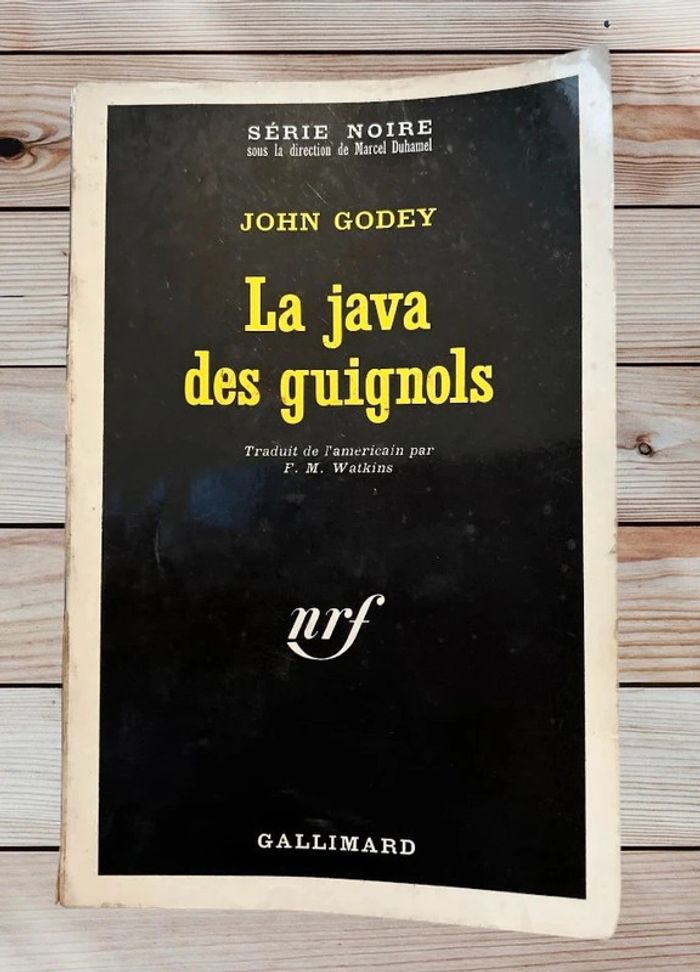 SÉRIE NOIRE
sous la direction de Marcel Duhamel
JOHN GODEY
La java
des guignols
Traduit de l'americain par
F. M. Watkins
nrf
GALLIMARD